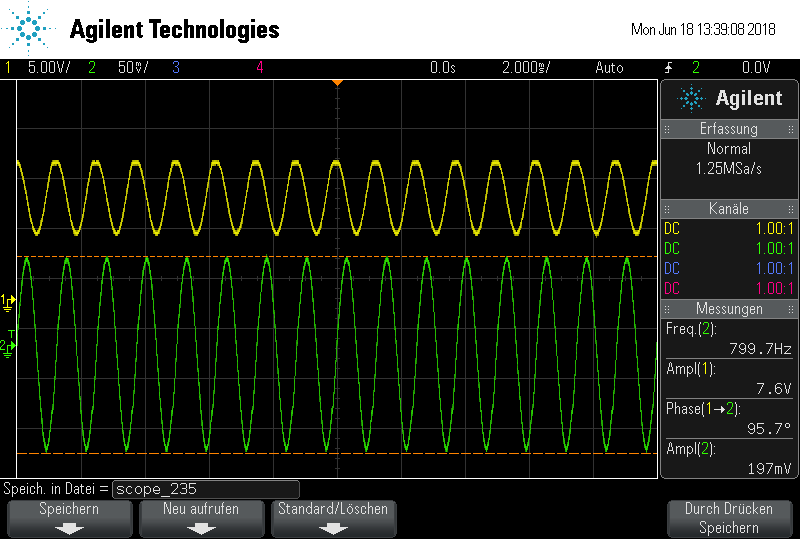 Agilent Technologies
Mon Jun 18 13:39:08 2018
1 5.00V/ 2 50mV/ 3 4 0.0s 2.000ms/ Auto 2 0.0V
Agilent
Erfassung
Normal
1.25MSa/s
Kanäle
DC 1.00:1
DC 1.00:1
DC 1.00:1
DC 1.00:1
Messungen
Freq.(2):
799.7Hz
Ampl(1):
7.6V
Phase(1→2):
95.7°
Ampl(2):
197mV
1
T
2
Speich. in Datei = scope_235
Speichern
Neu aufrufen
Standard/Löschen
Durch Drücken
Speichern